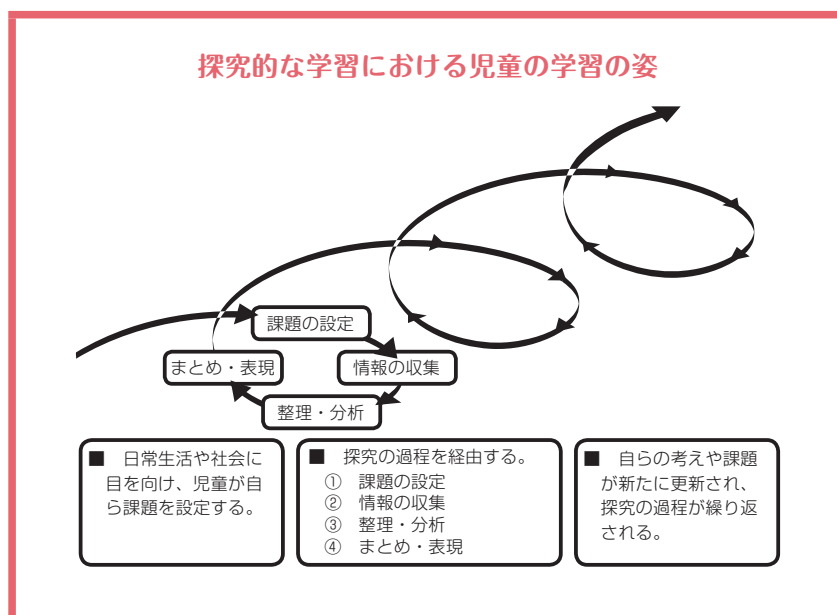 探究的な学習における児童の学習の姿
課題の設定
まとめ・表現
情報の収集
整理・分析
■　日常生活や社会に
目を向け、児童が自
ら課題を設定する。
■　探究の過程を経由する。
①　課題の設定
②　情報の収集
③　整理・分析
④　まとめ・表現
■　自らの考えや課題
が新たに更新され、
探究の過程が繰り返
される。